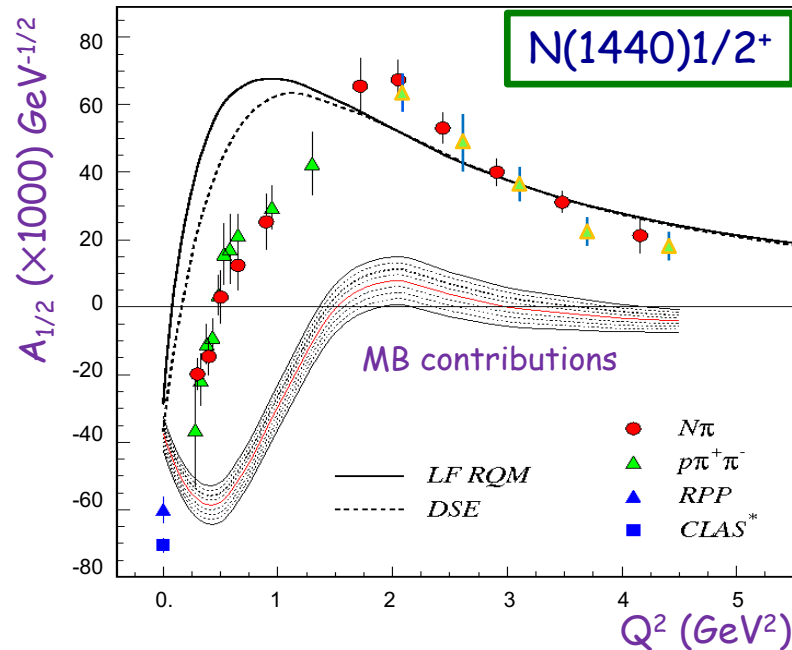 N(1440)1/2⁺
A₁/₂ (×1000) GeV⁻¹/²
80
60
40
20
0
-20
-40
-60
-80
MB contributions
LF RQM
DSE
Nπ
pπ⁺π⁻
RPP
CLAS*
0.
1
2
3
4
5
Q² (GeV²)